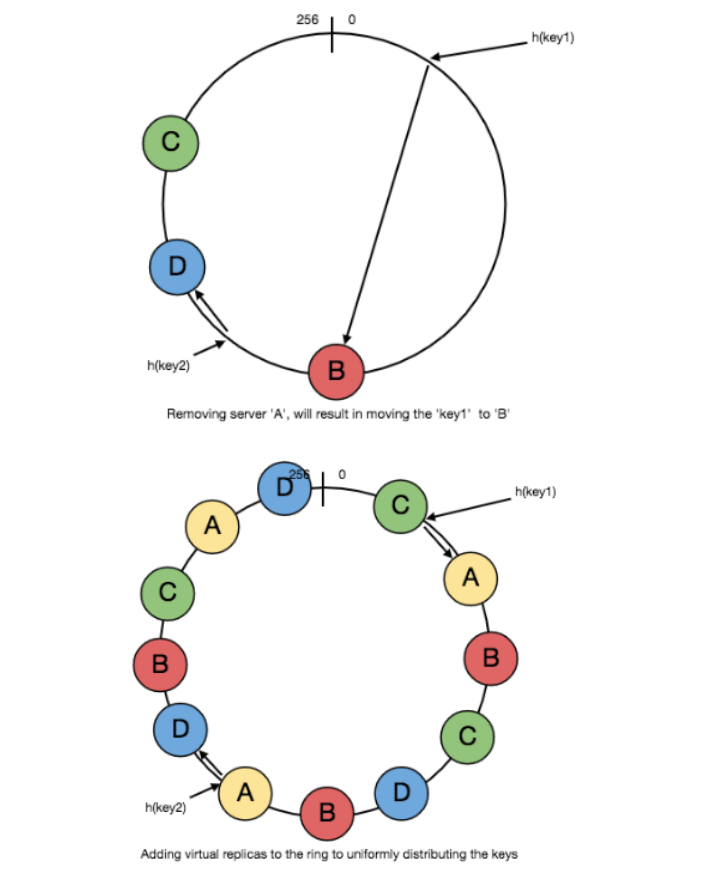 256 0
h(key1)
C
D
h(key2)
B
Removing server 'A', will result in moving the 'key1' to 'B'
D 256 0
C
h(key1)
A
A
C
B
B
D
C
h(key2)
A
B
D
Adding virtual replicas to the ring to uniformly distributing the keys